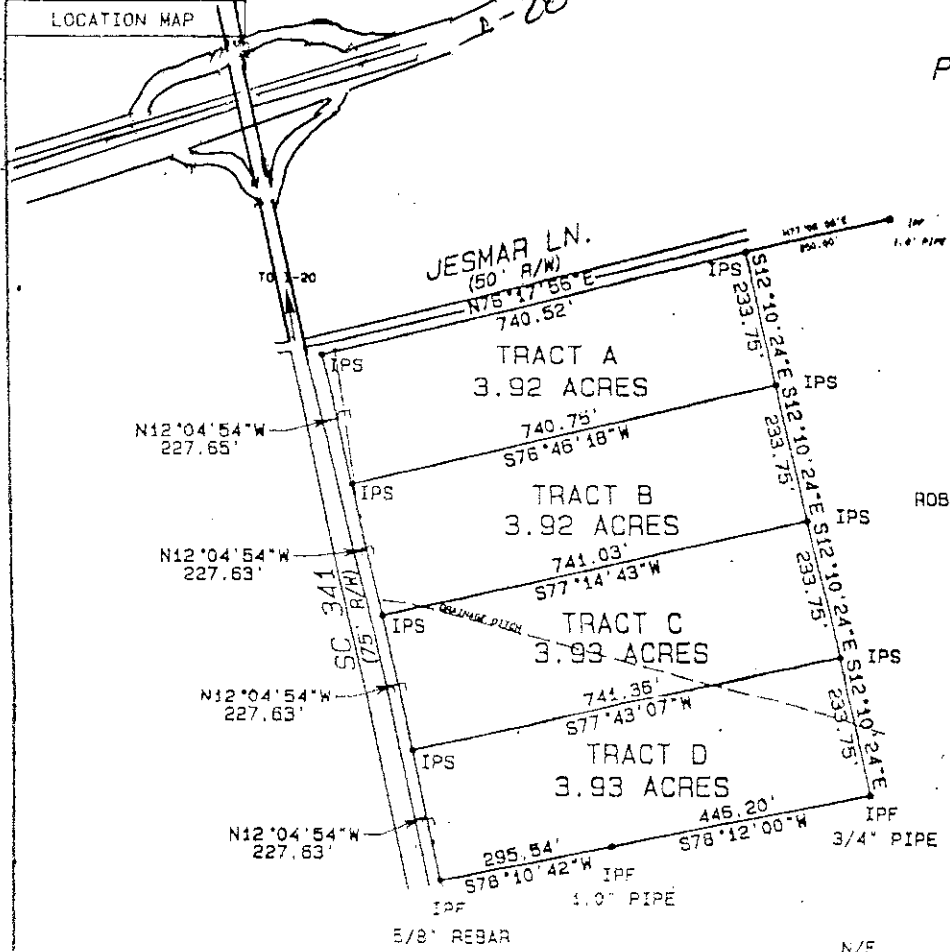 LOCATION MAP
P
TO I-20
JESMAR LN.
(50' R/W)
N76°17'56"E
740.52'
IPS
IPS
S12°10'24"E
233.75'
TRACT A
3.92 ACRES
N12°04'54"W
227.65'
740.75'
S76°46'18"W
IPS
IPS
S12°10'24"E
233.75'
TRACT B
3.92 ACRES
ROB
N12°04'54"W
227.63'
741.03'
S77°14'43"W
IPS
IPS
S12°10'24"E
233.75'
SC 341
(75' R/W)
DRAINAGE DITCH
TRACT C
3.93 ACRES
N12°04'54"W
227.63'
741.36'
S77°43'07"W
IPS
IPS
S12°10'24"E
233.75'
TRACT D
3.93 ACRES
N12°04'54"W
227.63'
295.54'
S78°10'42"W
446.20'
S78°12'00"W
IPF
3/4" PIPE
IPF
1.0" PIPE
IPF
5/8" REBAR
N/F